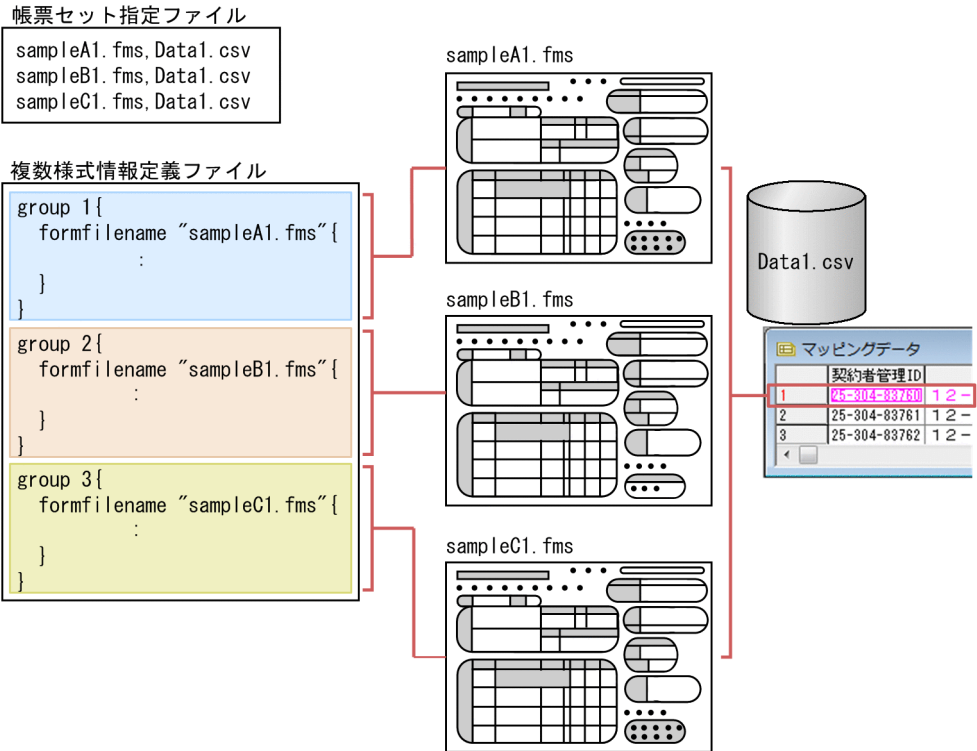 帳票セット指定ファイル
sampleA1.fms,Data1.csv
sampleB1.fms,Data1.csv
sampleC1.fms,Data1.csv
複数様式情報定義ファイル
group 1{
formfilename "sampleA1.fms"{
:
}
}
group 2{
formfilename "sampleB1.fms"{
:
}
}
group 3{
formfilename "sampleC1.fms"{
:
}
}
sampleA1.fms
sampleB1.fms
sampleC1.fms
Data1.csv
マッピングデータ
契約者管理ID
1 25-304-83760 12-
2 25-304-83761 12-
3 25-304-83762 12-